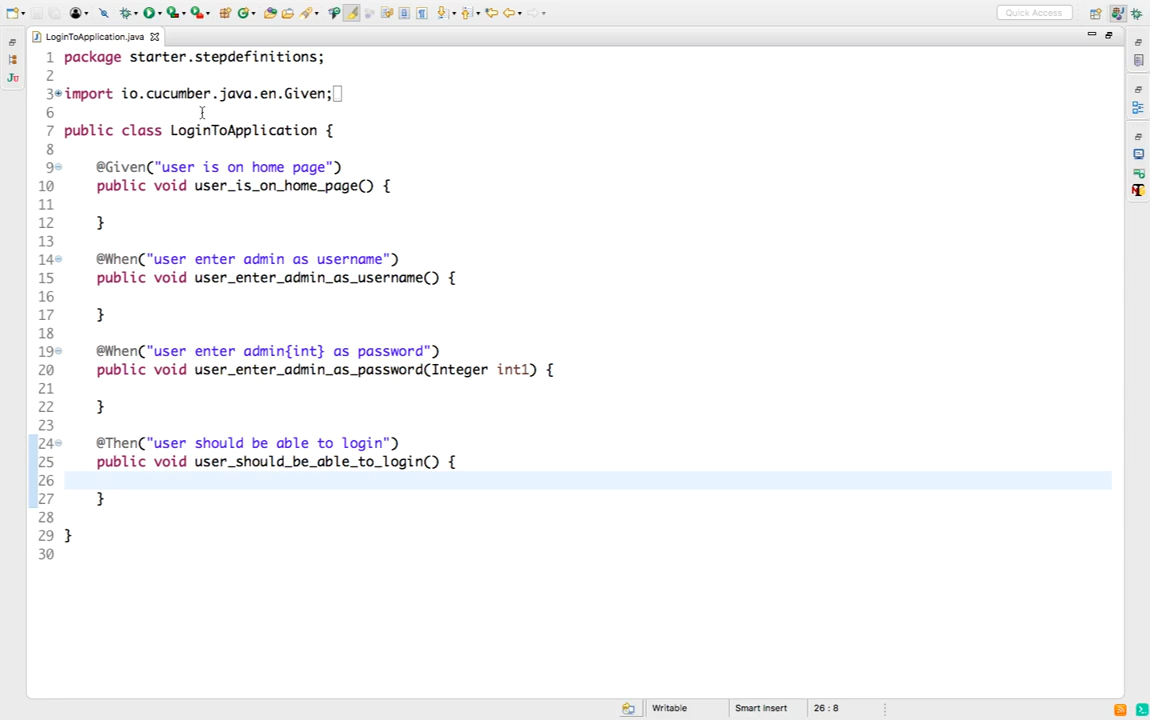 Quick Access
LoginToApplication.java
1 package starter.stepdefinitions;
2
3 import io.cucumber.java.en.Given;
6
7 public class LoginToApplication {
8
9 @Given("user is on home page")
10 public void user_is_on_home_page() {
11
12 }
13
14 @When("user enter admin as username")
15 public void user_enter_admin_as_username() {
16
17 }
18
19 @When("user enter admin{int} as password")
20 public void user_enter_admin_as_password(Integer int1) {
21
22 }
23
24 @Then("user should be able to login")
25 public void user_should_be_able_to_login() {
26
27 }
28
29 }
30
Writable Smart Insert 26 : 8